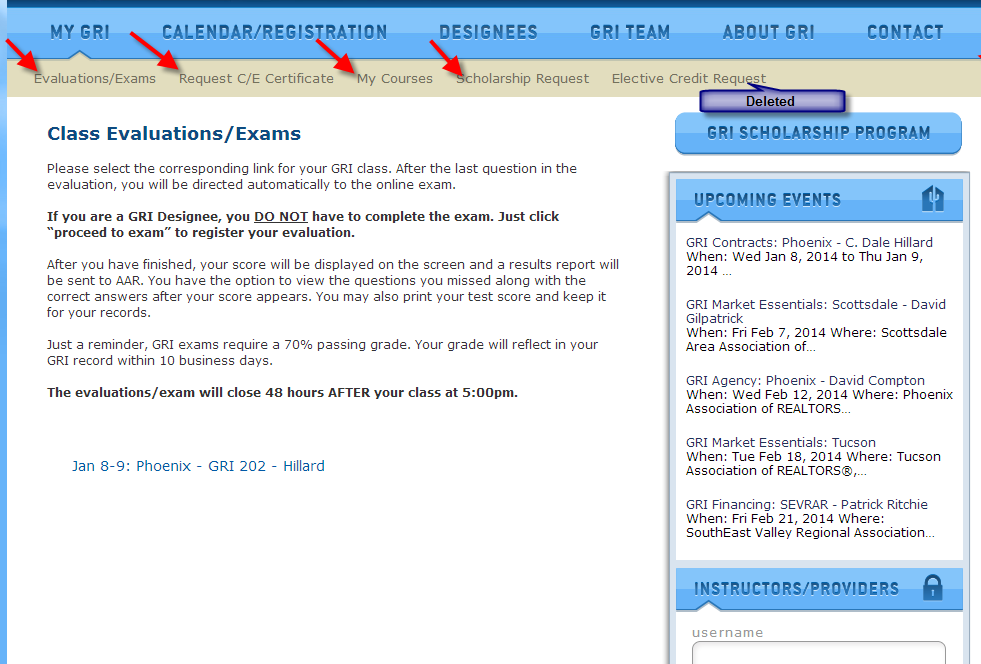 MY GRI CALENDAR/REGISTRATION DESIGNEES GRI TEAM ABOUT GRI CONTACT
Evaluations/Exams Request C/E Certificate My Courses Scholarship Request Elective Credit Request
Deleted
GRI SCHOLARSHIP PROGRAM
Class Evaluations/Exams
Please select the corresponding link for your GRI class. After the last question in the
evaluation, you will be directed automatically to the online exam.
If you are a GRI Designee, you DO NOT have to complete the exam. Just click
“proceed to exam” to register your evaluation.
After you have finished, your score will be displayed on the screen and a results report will
be sent to AAR. You have the option to view the questions you missed along with the
correct answers after your score appears. You may also print your test score and keep it
for your records.
Just a reminder, GRI exams require a 70% passing grade. Your grade will reflect in your
GRI record within 10 business days.
The evaluations/exam will close 48 hours AFTER your class at 5:00pm.
Jan 8-9: Phoenix - GRI 202 - Hillard
UPCOMING EVENTS
GRI Contracts: Phoenix - C. Dale Hillard
When: Wed Jan 8, 2014 to Thu Jan 9,
2014 ...
GRI Market Essentials: Scottsdale - David
Gilpatrick
When: Fri Feb 7, 2014 Where: Scottsdale
Area Association of...
GRI Agency: Phoenix - David Compton
When: Wed Feb 12, 2014 Where: Phoenix
Association of REALTORS...
GRI Market Essentials: Tucson
When: Tue Feb 18, 2014 Where: Tucson
Association of REALTORS®,...
GRI Financing: SEVRAR - Patrick Ritchie
When: Fri Feb 21, 2014 Where:
SouthEast Valley Regional Association...
INSTRUCTORS/PROVIDERS
username